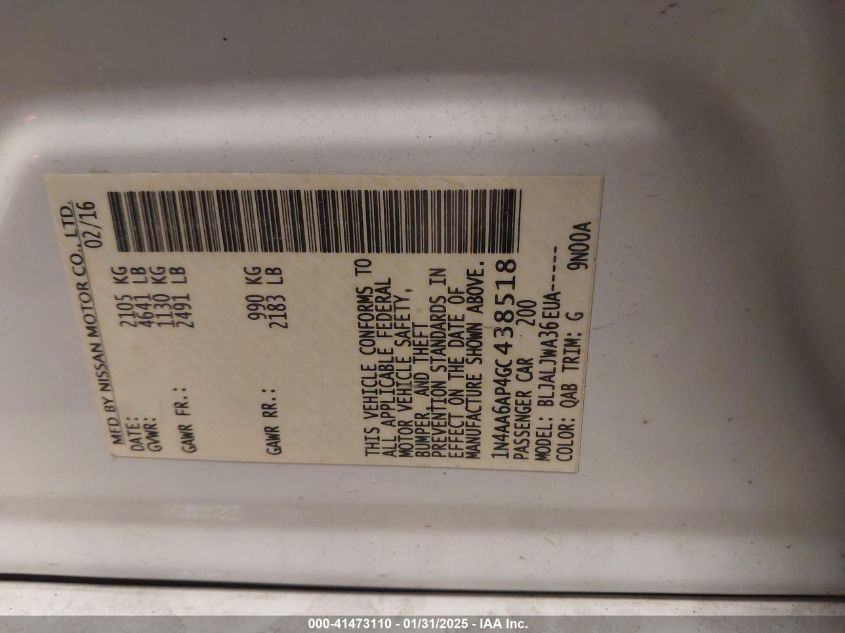 MFD BY NISSAN MOTOR CO., LTD.
DATE: 02/16
GVWR: 2105 KG
4641 LB
GAWR FR.: 1130 KG
2491 LB
GAWR RR.: 990 KG
2183 LB
THIS VEHICLE CONFORMS TO
ALL APPLICABLE FEDERAL
MOTOR VEHICLE SAFETY,
BUMPER, AND THEFT
PREVENTION STANDARDS IN
EFFECT ON THE DATE OF
MANUFACTURE SHOWN ABOVE.
1N4AA6AP4GC438518
PASSENGER CAR 200
MODEL: BLJALJWA36EUA-----
COLOR: QAB TRIM: G 9N00A
000-41473110 - 01/31/2025 - IAA Inc.